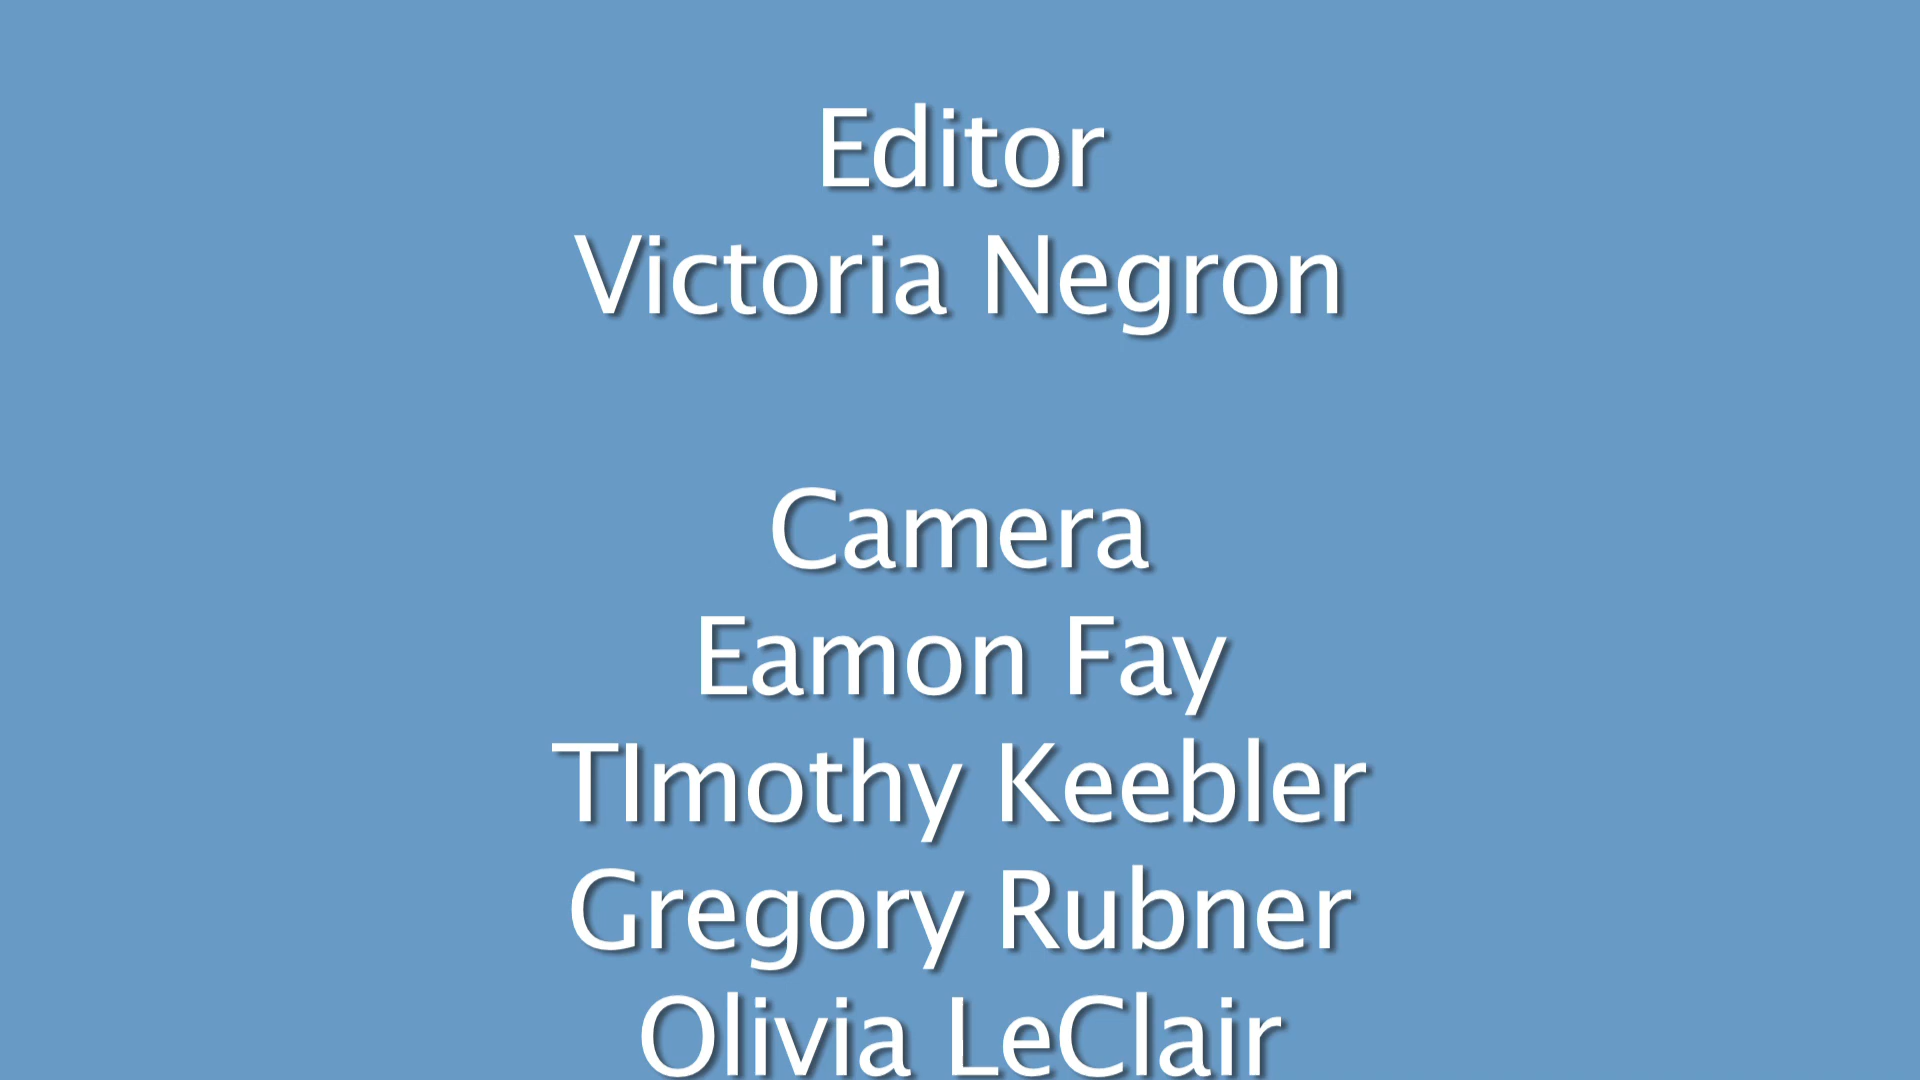 Editor
Victoria Negron
Camera
Eamon Fay
TImothy Keebler
Gregory Rubner
Olivia LeClair